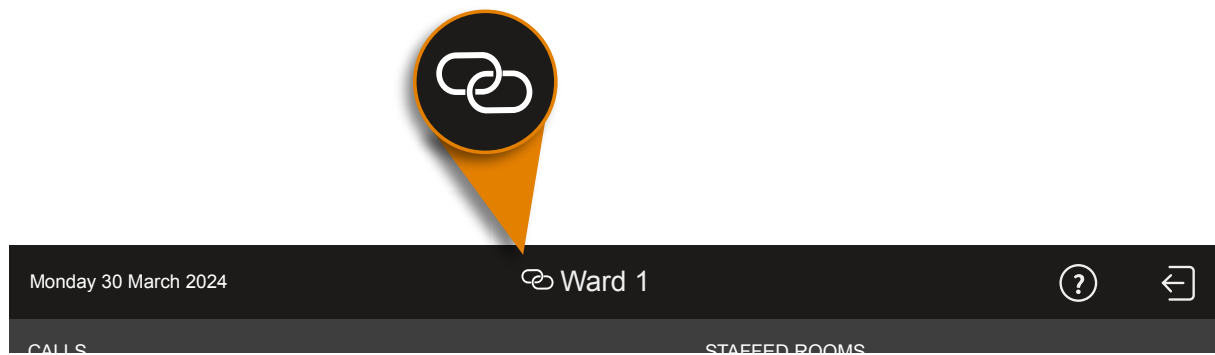 Monday 30 March 2024
Ward 1
?
CALLS
STAFFED ROOMS